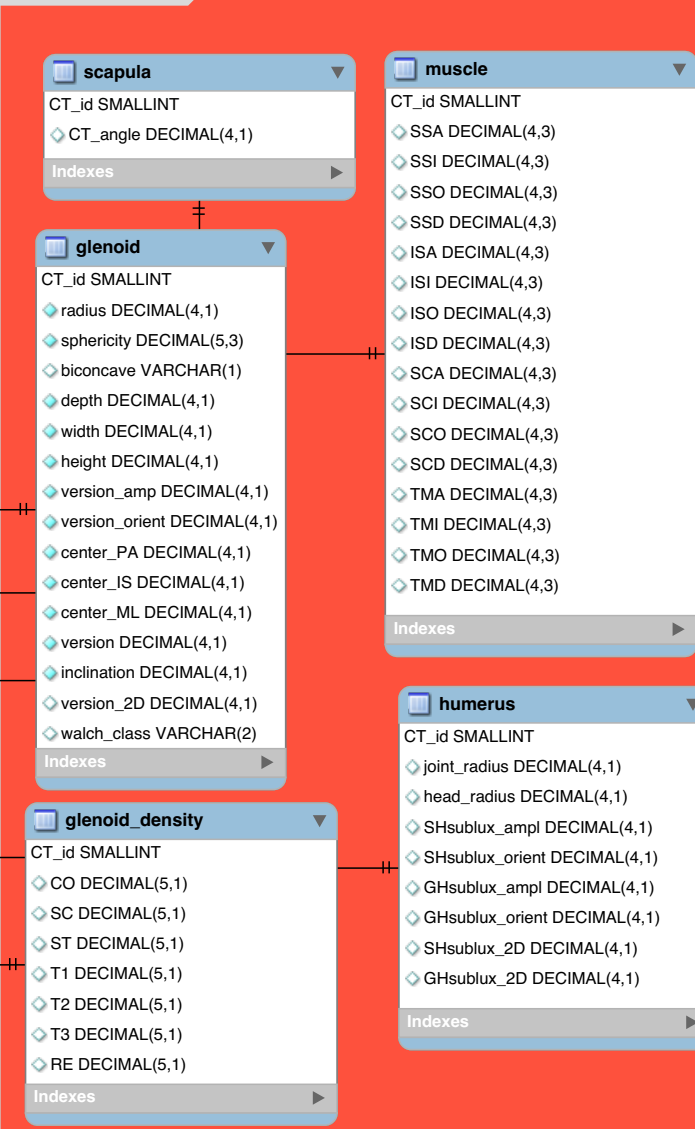 scapula
CT_id SMALLINT
CT_angle DECIMAL(4,1)
Indexes
glenoid
CT_id SMALLINT
radius DECIMAL(4,1)
sphericity DECIMAL(5,3)
biconcave VARCHAR(1)
depth DECIMAL(4,1)
width DECIMAL(4,1)
height DECIMAL(4,1)
version_amp DECIMAL(4,1)
version_orient DECIMAL(4,1)
center_PA DECIMAL(4,1)
center_IS DECIMAL(4,1)
center_ML DECIMAL(4,1)
version DECIMAL(4,1)
inclination DECIMAL(4,1)
version_2D DECIMAL(4,1)
walch_class VARCHAR(2)
Indexes
glenoid_density
CT_id SMALLINT
CO DECIMAL(5,1)
SC DECIMAL(5,1)
ST DECIMAL(5,1)
T1 DECIMAL(5,1)
T2 DECIMAL(5,1)
T3 DECIMAL(5,1)
RE DECIMAL(5,1)
Indexes
muscle
CT_id SMALLINT
SSA DECIMAL(4,3)
SSI DECIMAL(4,3)
SSO DECIMAL(4,3)
SSD DECIMAL(4,3)
ISA DECIMAL(4,3)
ISI DECIMAL(4,3)
ISO DECIMAL(4,3)
ISD DECIMAL(4,3)
SCA DECIMAL(4,3)
SCI DECIMAL(4,3)
SCO DECIMAL(4,3)
SCD DECIMAL(4,3)
TMA DECIMAL(4,3)
TMI DECIMAL(4,3)
TMO DECIMAL(4,3)
TMD DECIMAL(4,3)
Indexes
humerus
CT_id SMALLINT
joint_radius DECIMAL(4,1)
head_radius DECIMAL(4,1)
SHsublux_ampl DECIMAL(4,1)
SHsublux_orient DECIMAL(4,1)
GHsublux_ampl DECIMAL(4,1)
GHsublux_orient DECIMAL(4,1)
SHsublux_2D DECIMAL(4,1)
GHsublux_2D DECIMAL(4,1)
Indexes